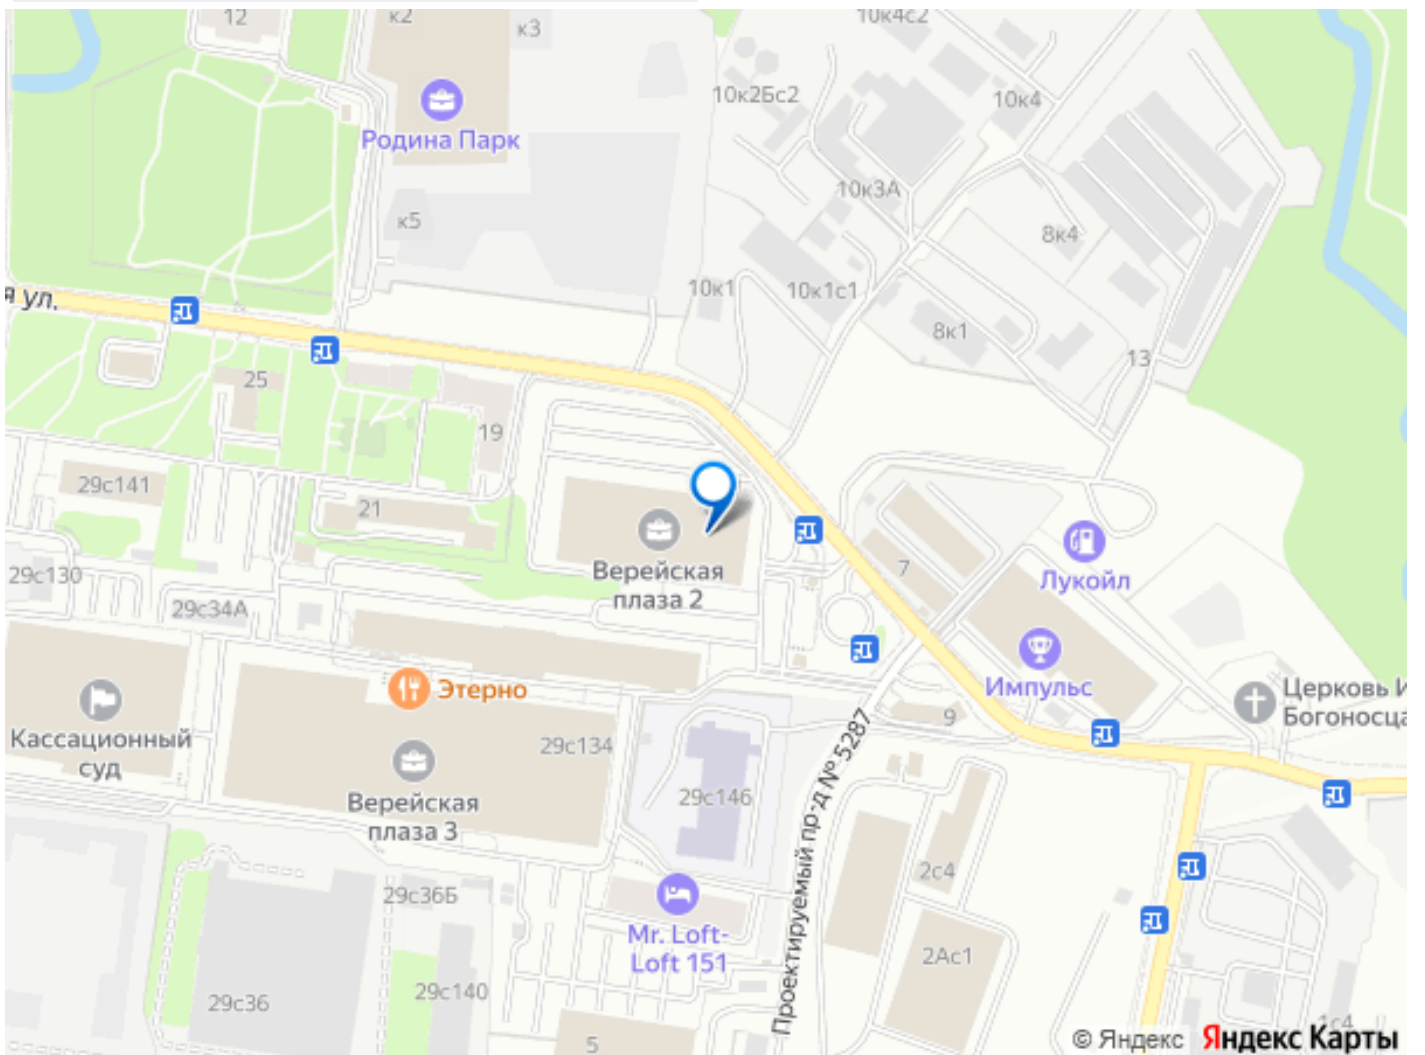 12
к2
к3
10к4с2
Родина Парк
10к2Бс2
10к4
10к3А
к5
8к4
я ул.
10к1
10к1с1
8к1
13
25
19
29с141
21
Верейская
плаза 2
7
Лукойл
29с130
29с34А
Импульс
Этерно
Церковь И
Богоносца
Кассационный
суд
29с134
9
Верейская
плаза 3
29с146
Проектируемый пр-д № 5287
29с36Б
2с4
Mr. Loft-
Loft 151
2Ас1
29с36
29с140
5
1с4
© Яндекс Яндекс Карты